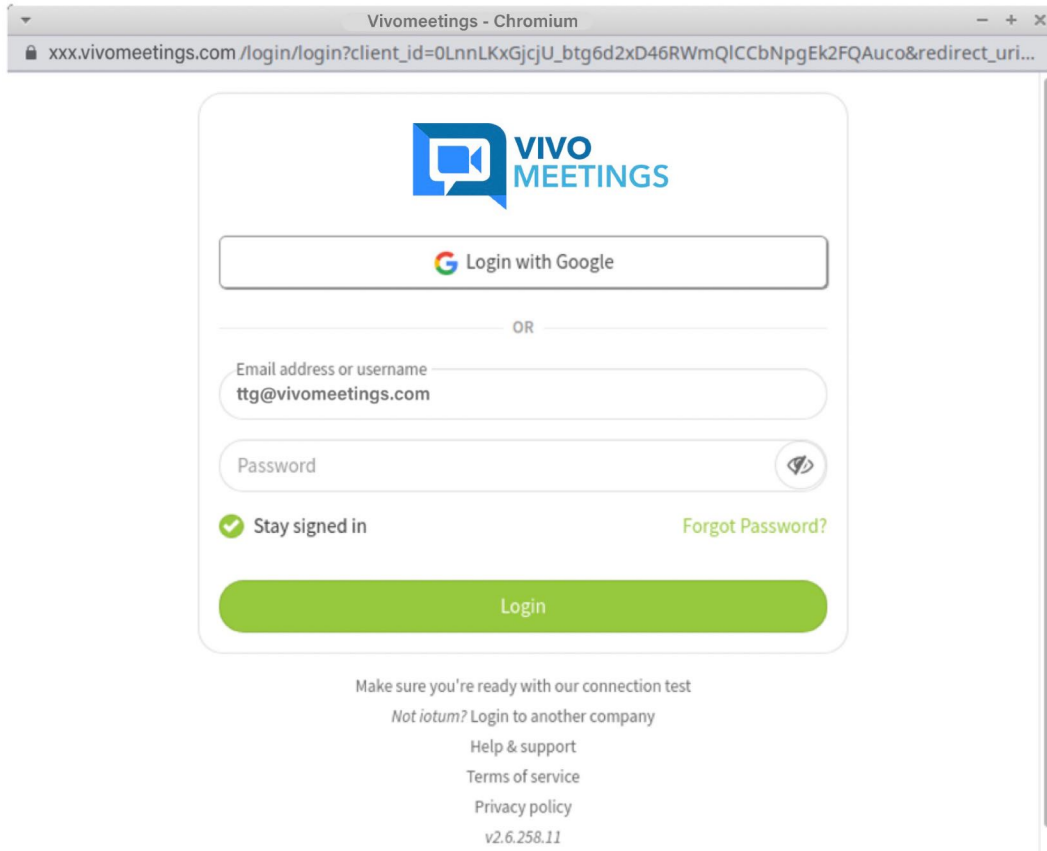 Vivomeetings - Chromium
xxx.vivomeetings.com /login/login?client_id=0LnnLKxGjcjU_btg6d2xD46RWmQlCCbNpgEk2FQAuco&redirect_uri...
VIVO
MEETINGS
Login with Google
OR
Email address or username
ttg@vivomeetings.com
Password
Stay signed in
Forgot Password?
Login
Make sure you're ready with our connection test
Not iotum? Login to another company
Help & support
Terms of service
Privacy policy
v2.6.258.11